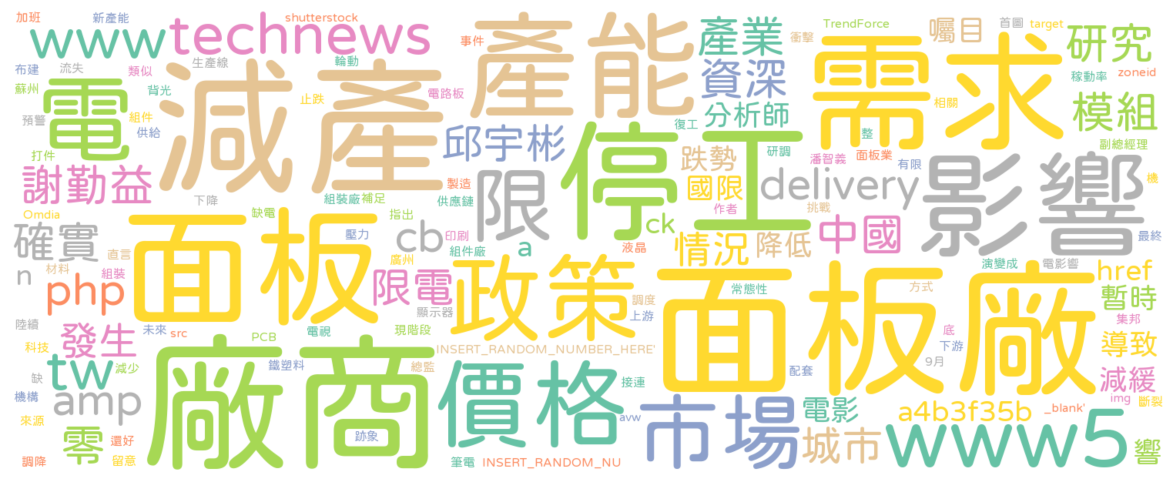 加班 新產能 shutterstock
www technews 事件 產能 產業 衝擊 TrendForce 囑目 首圖 target 研究
布建 流失 類似 生產線 輪動 資深 需求 稼動率 zoneid
蘇州 電 背光 減產 止跌 電路板 分析師 相關 模組
預警 組件 供給 復工 整 副總經理
打件 邱宇彬 停工 跌勢 研調 潘智義 面板業
謝勤益 組裝廠 補足 製造 限 國限 delivery 有限 影響 機
Omdia 下降 供應鏈 作者 挑戰
確實 直言 缺電 指出 cb 印刷 ck 中國 最終
n 材料 面板 壓力 廣州 組件廠 a 液晶 情況 降低 演變成 電影響 href
php 組裝 限電 政策 常態性 面板廠 方式 暫時
陸續 發生 未來 src 顯示器 調度 上游 集邦
科技 PCB 電視 現階段 底 導致
tw 減少 廠商 鐵塑料 總監 INSERT_RANDOM_NUMBER_HERE' 下游 9月
缺 價格 接連 配套 減緩
機構 amp 市場 電影 a4b3f35b img 斷裂
來源 avw _blank'
零 還好 跡象 城市 www5 響
調降 留意 筆電 INSERT_RANDOM_NU